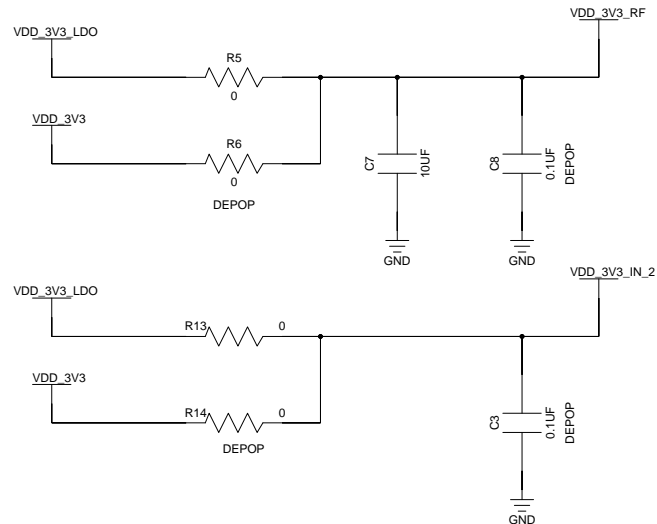 VDD_3V3_RF
VDD_3V3_LDO
R5
0
VDD_3V3
R6
0
DEPOP
C7
10UF
C8
0.1UF
DEPOP
GND
GND
VDD_3V3_IN_2
VDD_3V3_LDO
R13
0
VDD_3V3
R14
0
DEPOP
C3
0.1UF
DEPOP
GND